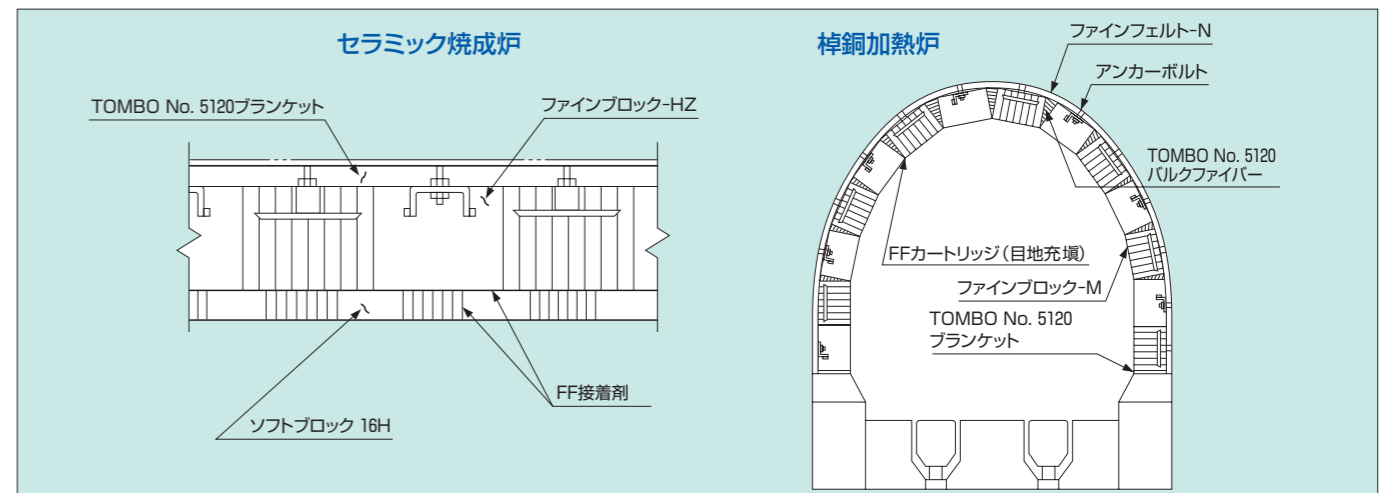 セラミック焼成炉
TOMBO No. 5120ブランケット
ファインブロック-HZ
FF接着剤
ソフトブロック 16H
棹銅加熱炉
ファインフェルト-N
アンカーボルト
TOMBO No. 5120
バルクファイバー
FFカートリッジ（目地充塡）
ファインブロック-M
TOMBO No. 5120
ブランケット